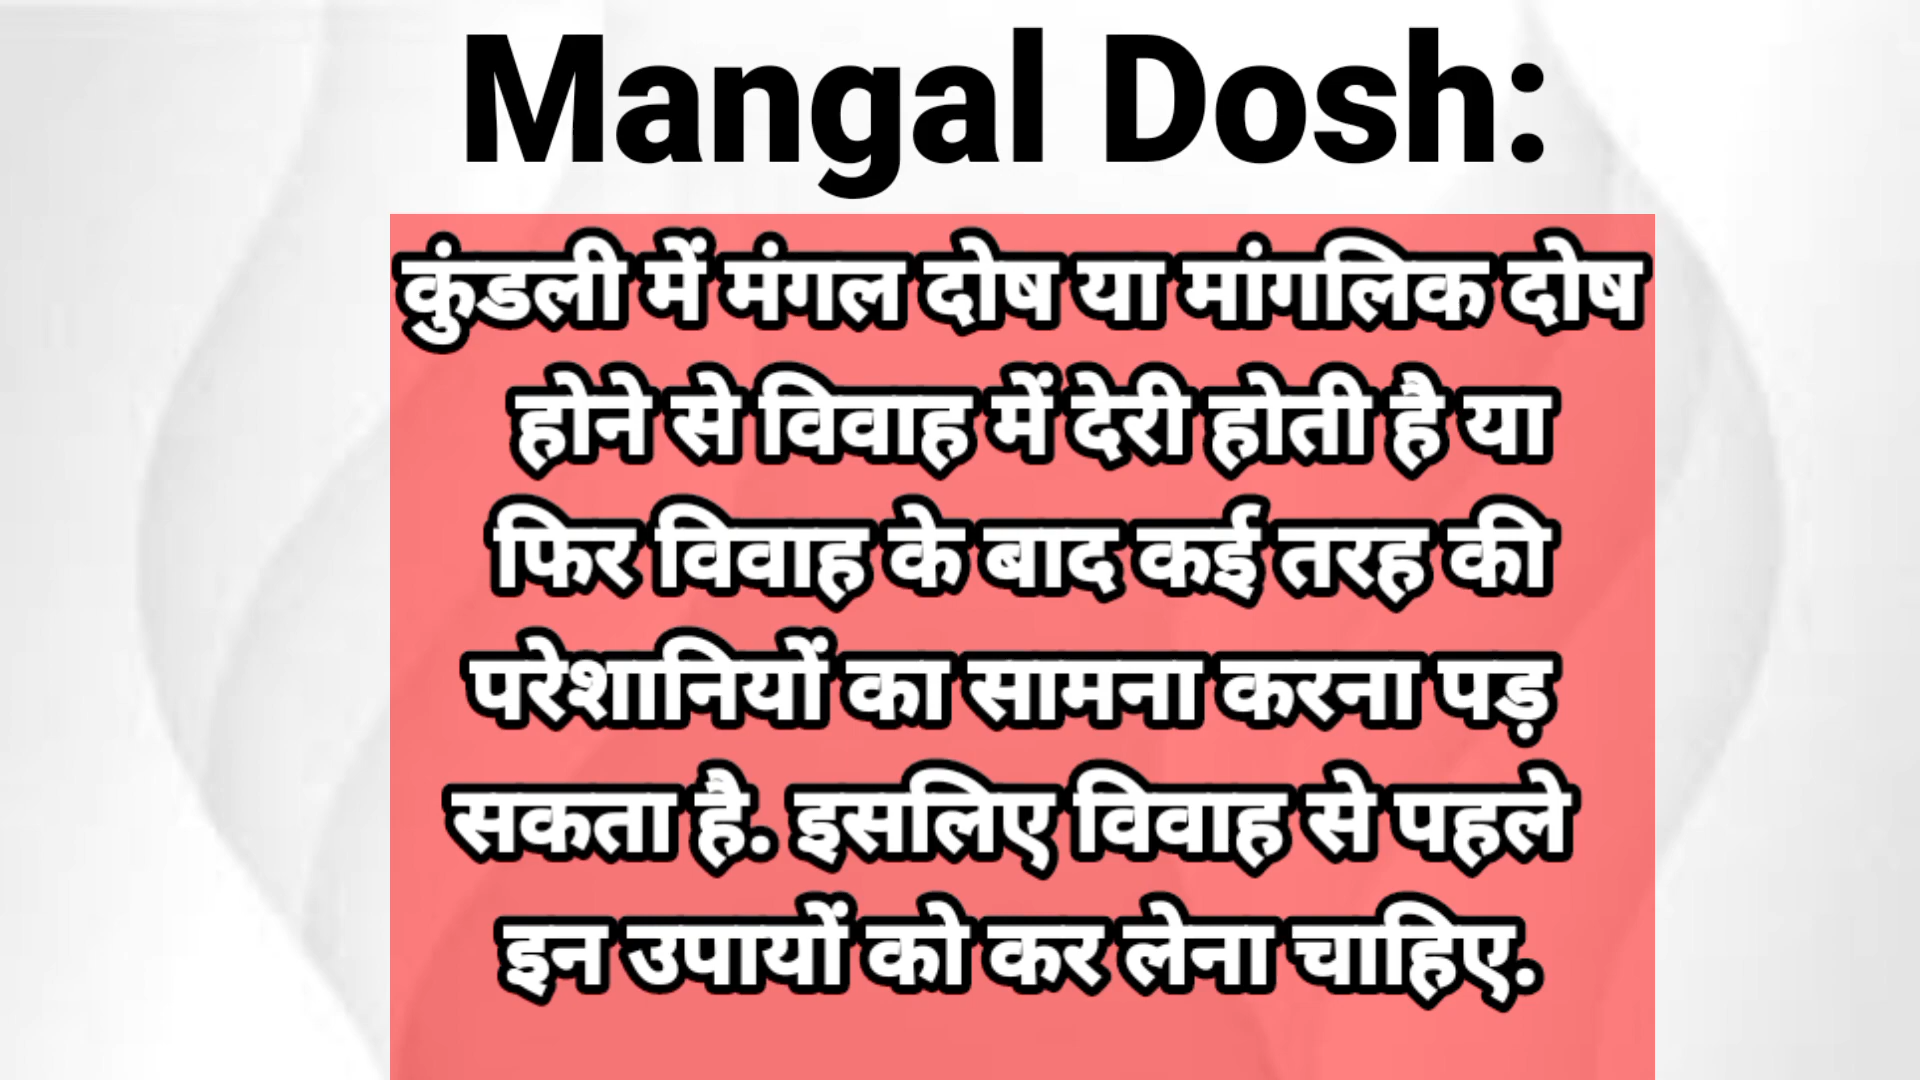 Mangal Dosh:
कुंडली में मंगल दोष या मांगलिक दोष
होने से विवाह में देरी होती है या
फिर विवाह के बाद कई तरह की
परेशानियों का सामना करना पड़
सकता है. इसलिए विवाह से पहले
इन उपायों को कर लेना चाहिए.